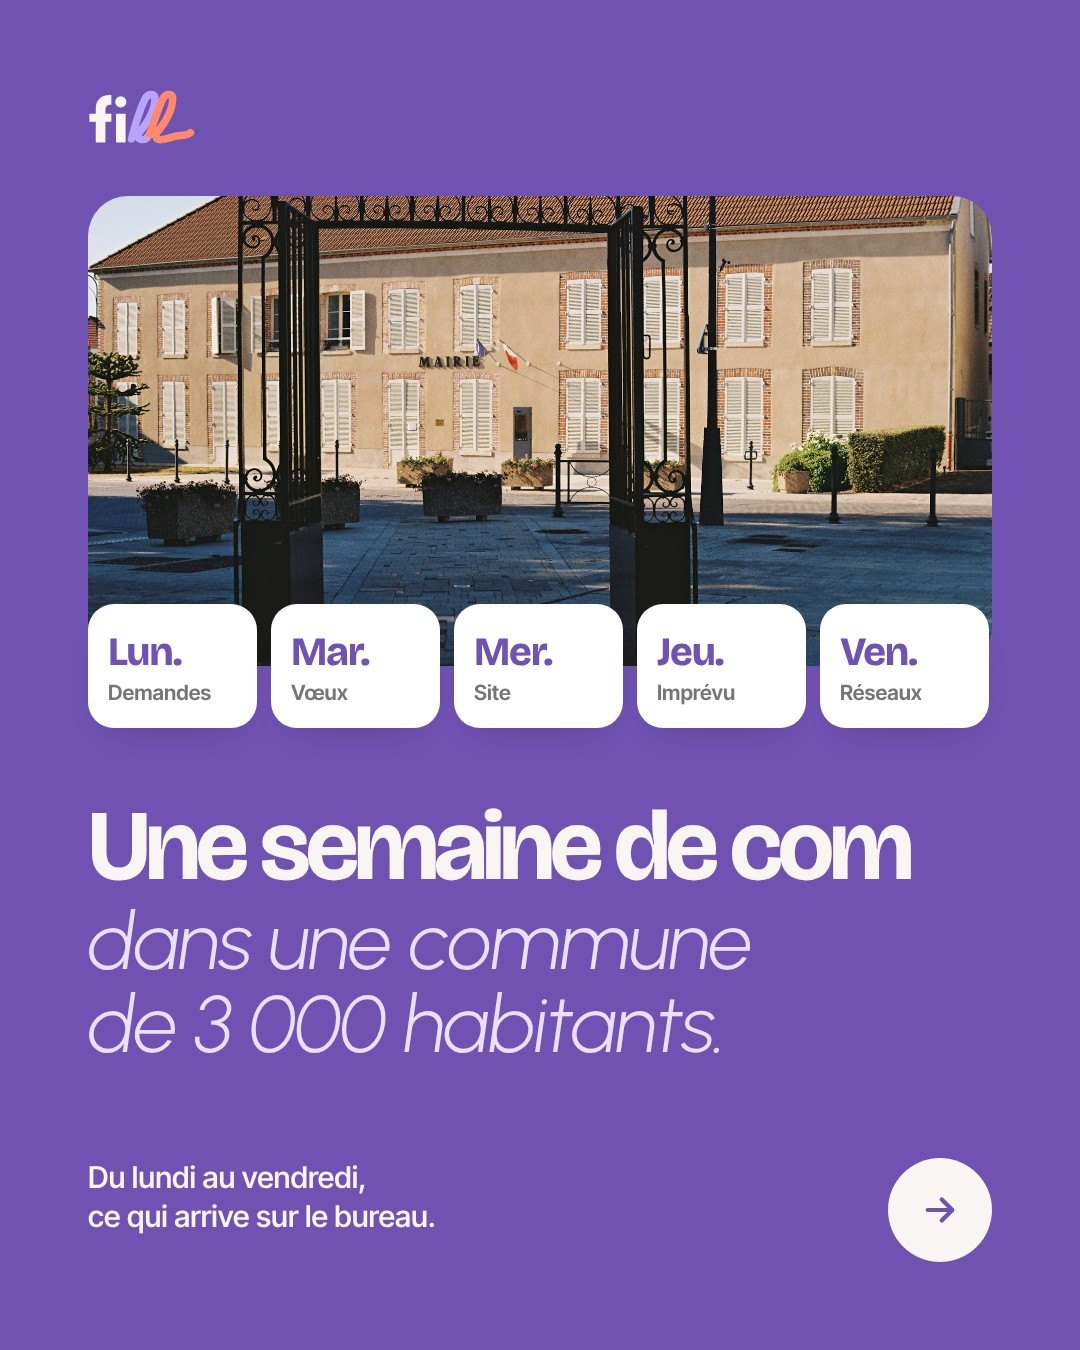 fill
MAIRIE
Lun.
Demandes
Mar.
Vœux
Mer.
Site
Jeu.
Imprévu
Ven.
Réseaux
Une semaine de com
dans une commune
de 3 000 habitants.
Du lundi au vendredi,
ce qui arrive sur le bureau.